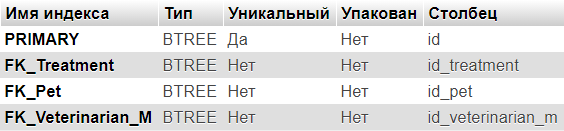 Имя индекса Тип Уникальный Упакован Столбец
PRIMARY BTREE Да Нет id
FK_Treatment BTREE Нет Нет id_treatment
FK_Pet BTREE Нет Нет id_pet
FK_Veterinarian_M BTREE Нет Нет id_veterinarian_m